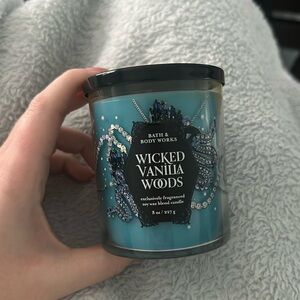 BATH &
BODY WORKS
WICKED
VANILLA
WOODS
exclusively fragranced
soy wax blend candle
8 oz / 227 g